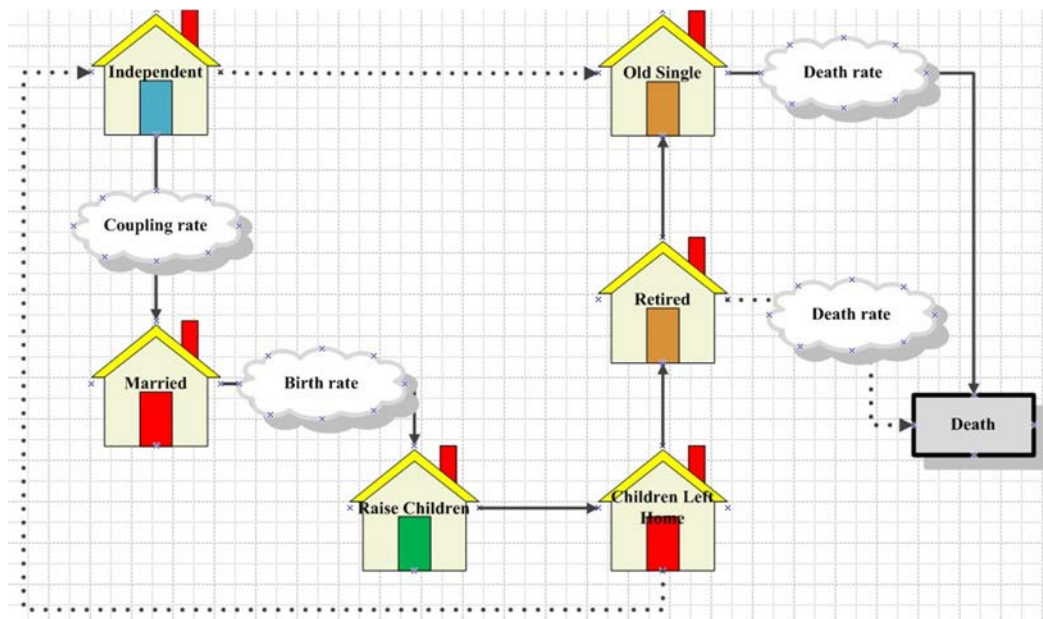 Independent
Old Single
Death rate
Coupling rate
Retired
Death rate
Married
Birth rate
Death
Raise Children
Children Left
Home